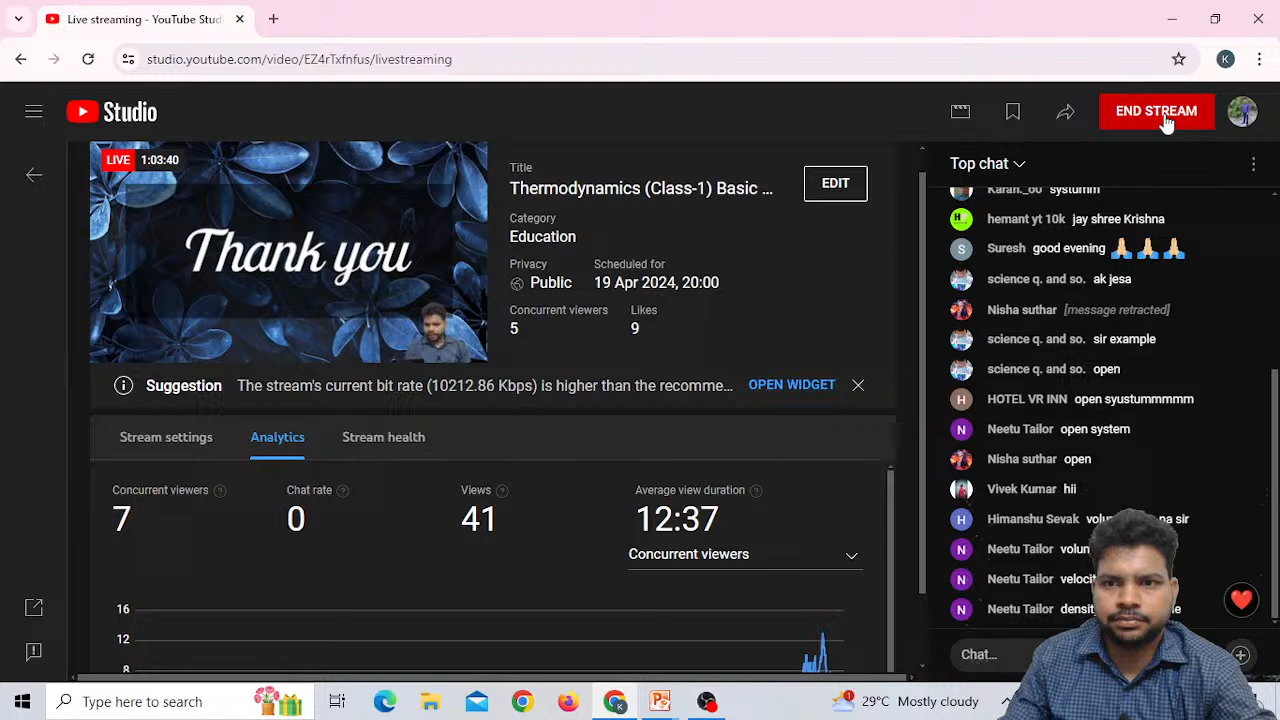 Live streaming - YouTube Stud
studio.youtube.com/video/EZ4rTxfnfus/livestreaming
K
Studio
END STREAM
LIVE 1:03:40
Thank you
Title
Thermodynamics (Class-1) Basic ...
EDIT
Category
Education
Privacy
Public
Scheduled for
19 Apr 2024, 20:00
Concurrent viewers
5
Likes
9
Suggestion The stream's current bit rate (10212.86 Kbps) is higher than the recomme... OPEN WIDGET
Stream settings
Analytics
Stream health
Concurrent viewers
7
Chat rate
0
Views
41
Average view duration
12:37
Concurrent viewers
16
12
8
Top chat
Karan._60 systumm
hemant yt 10k jay shree Krishna
S Suresh good evening
science q. and so. ak jesa
Nisha suthar [message retracted]
science q. and so. sir example
science q. and so. open
H HOTEL VR INN open syustummmmm
N Neetu Tailor open system
Nisha suthar open
Vivek Kumar hii
H Himanshu Sevak
N Neetu Tailor
N Neetu Tailor
N Neetu Tailor
Chat...
Type here to search
1
29°C Mostly cloudy